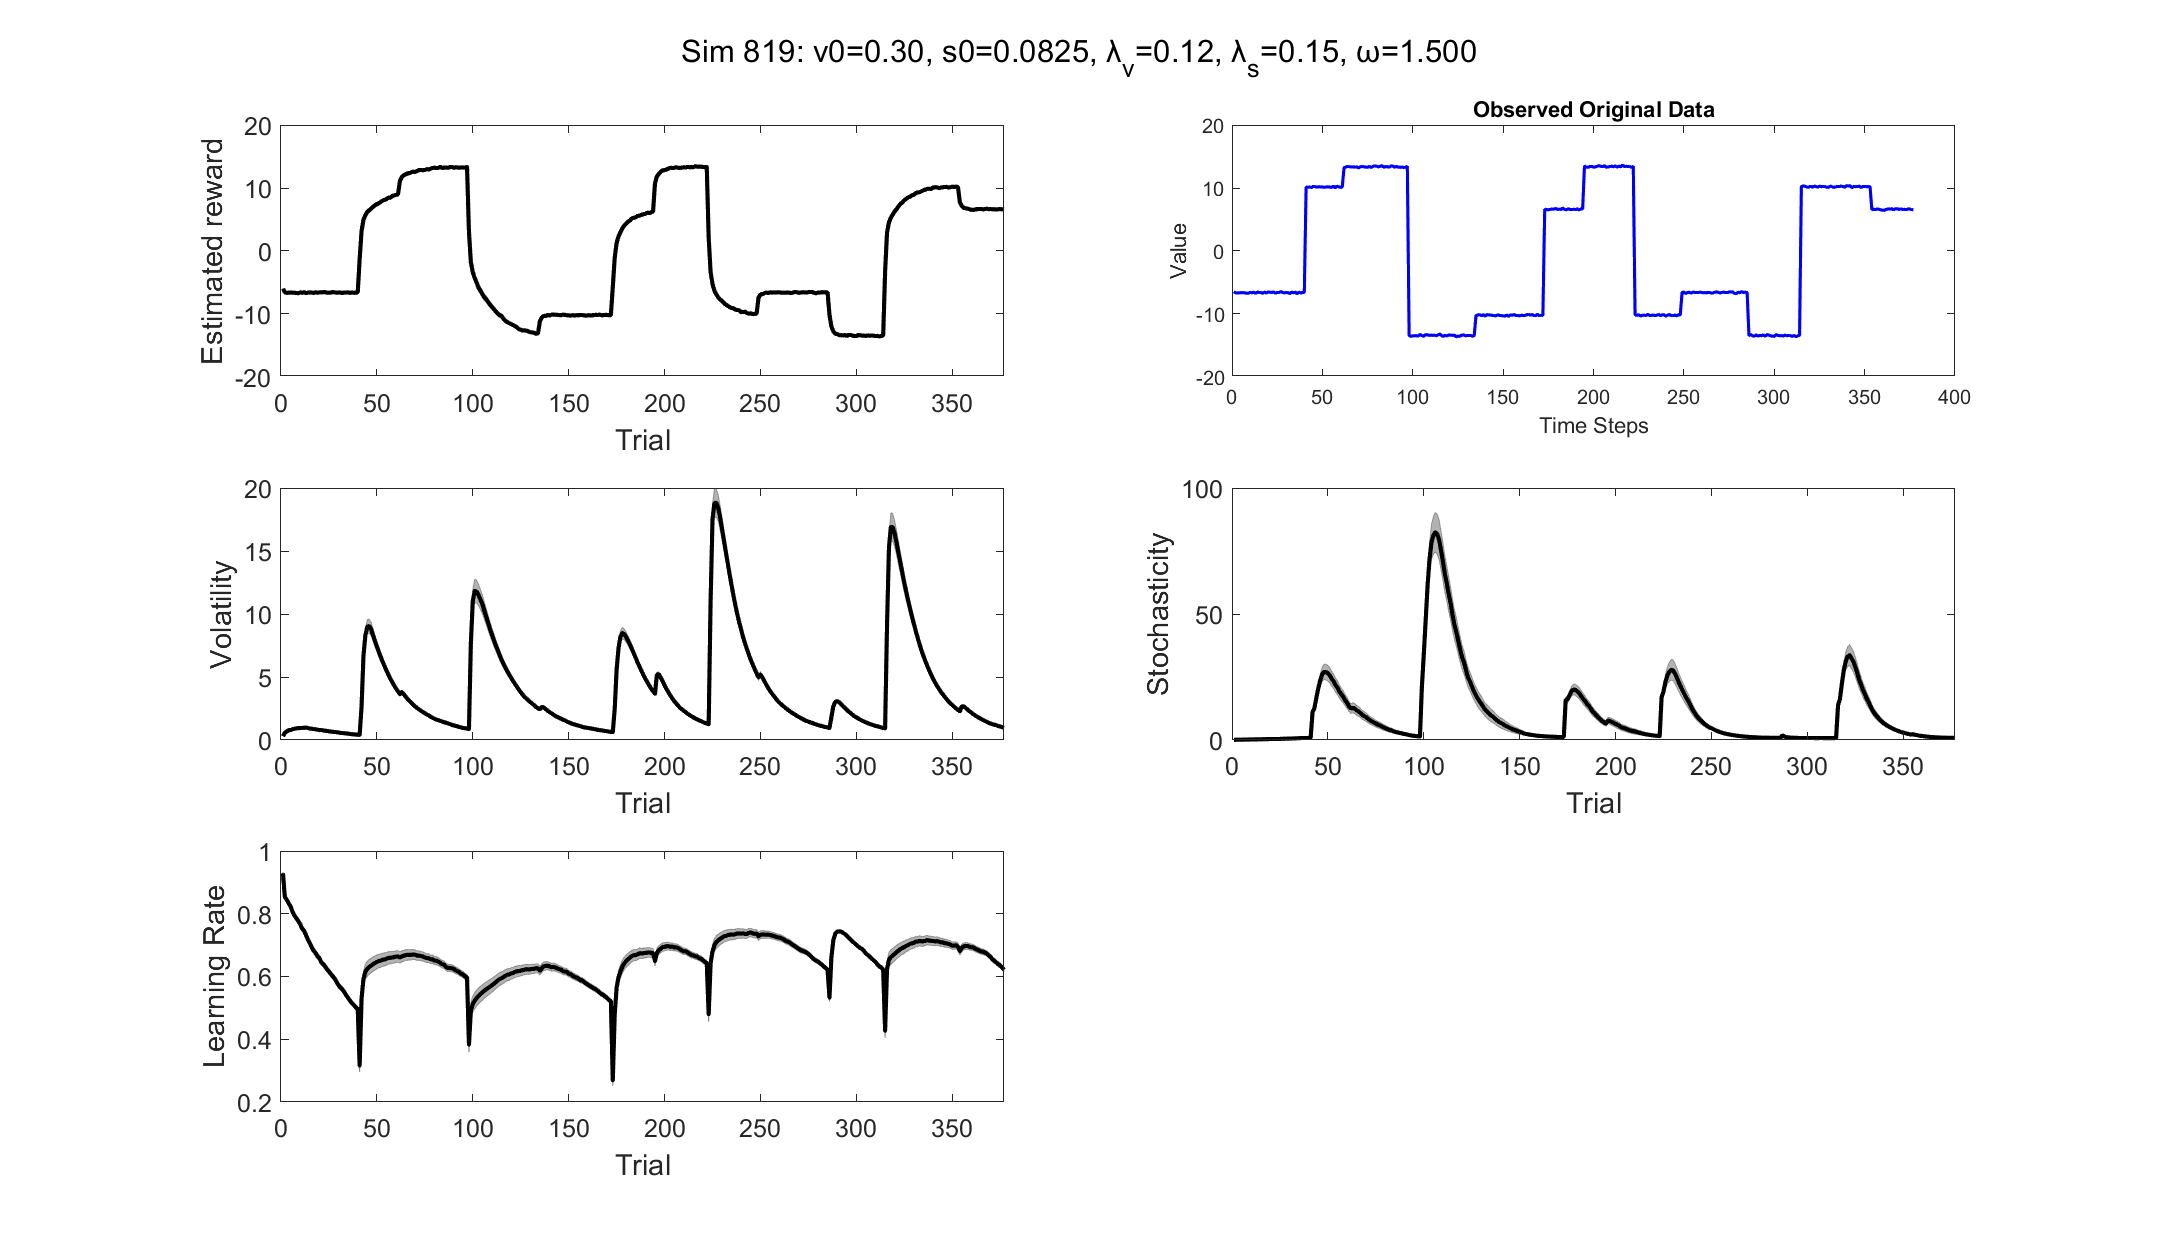 Sim 819: v0=0.30, s0=0.0825, λv=0.12, λs=0.15, ω=1.500
20
10
0
-10
-20
Estimated reward
0 50 100 150 200 250 300 350
Trial
Observed Original Data
20
10
0
-10
-20
Value
0 50 100 150 200 250 300 350 400
Time Steps
20
15
10
5
0
Volatility
0 50 100 150 200 250 300 350
Trial
100
50
0
Stochasticity
0 50 100 150 200 250 300 350
Trial
1
0.8
0.6
0.4
0.2
Learning Rate
0 50 100 150 200 250 300 350
Trial